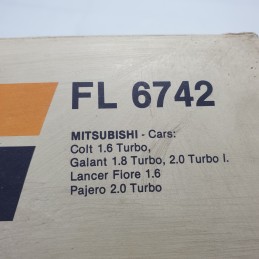 FL 6742
MITSUBISHI - Cars:
Colt 1.6 Turbo,
Galant 1.8 Turbo, 2.0 Turbo I.
Lancer Fiore 1.6
Pajero 2.0 Turbo